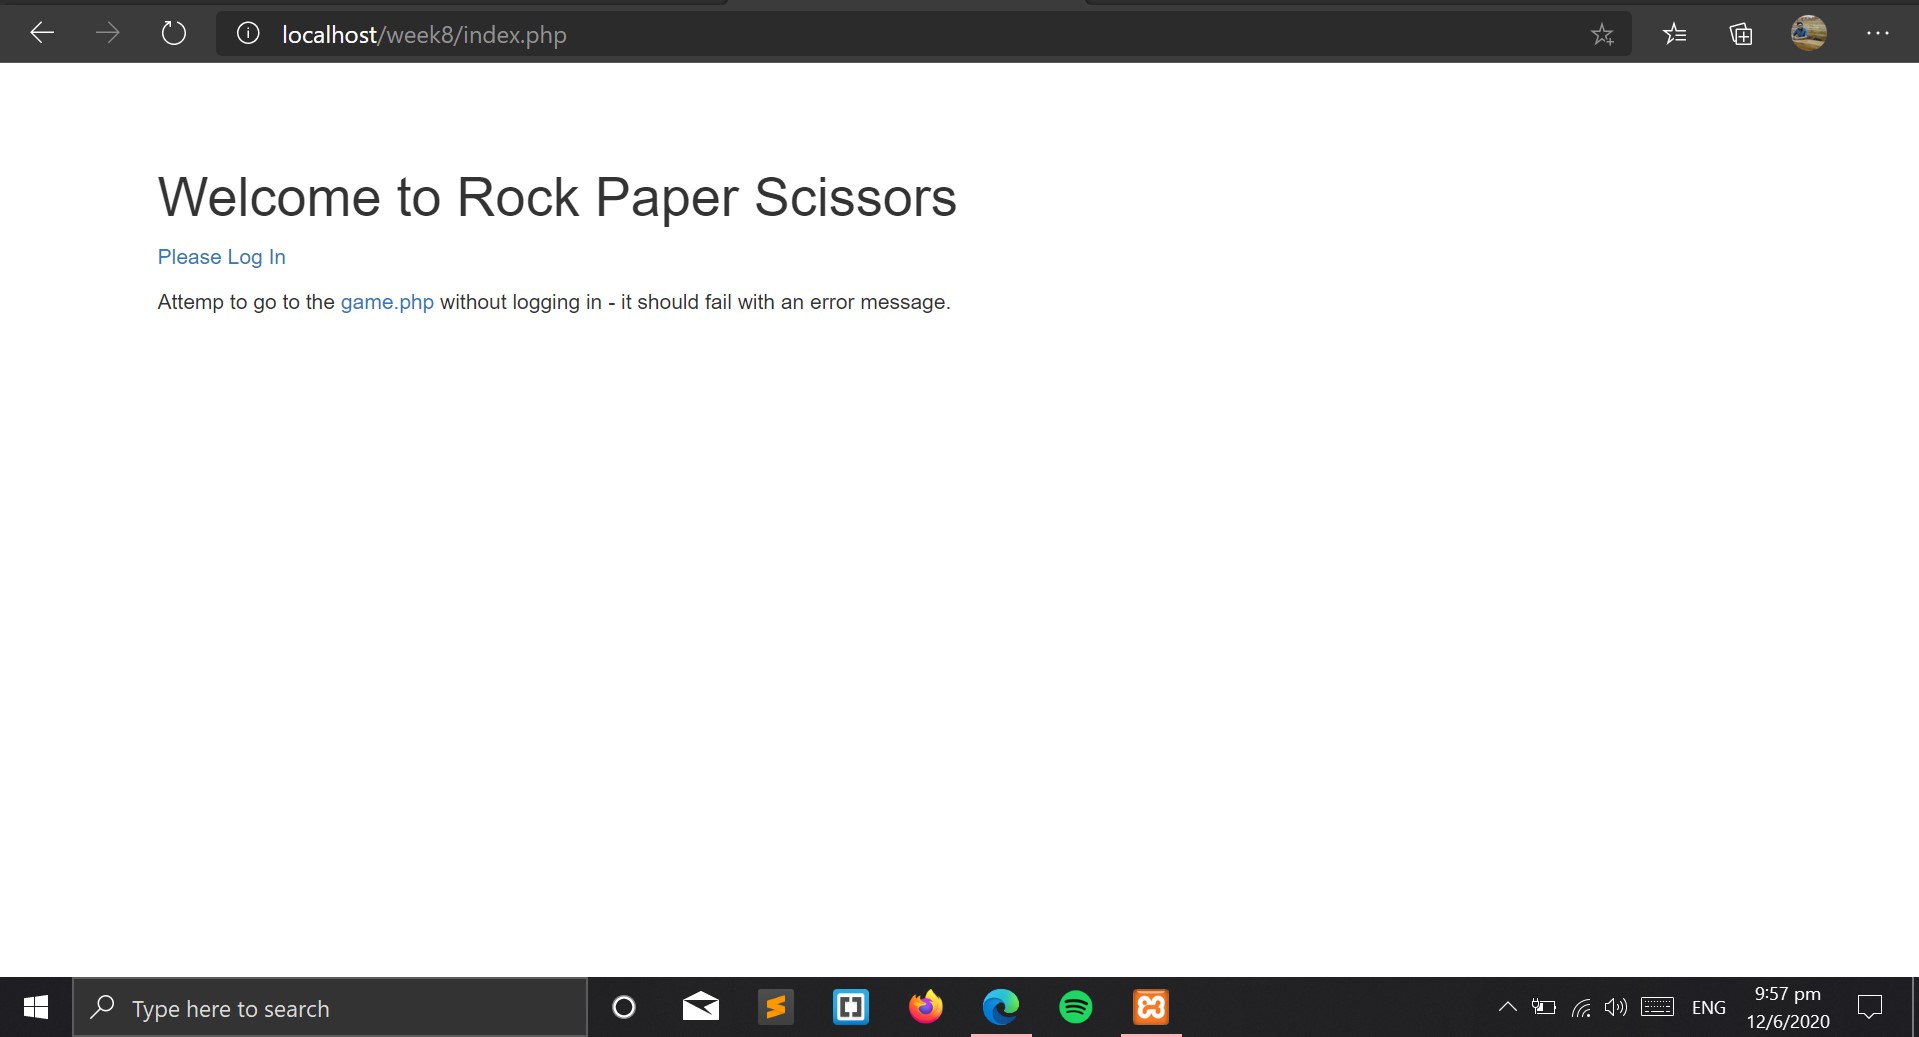 localhost/week8/index.php
Welcome to Rock Paper Scissors
Please Log In
Attemp to go to the game.php without logging in - it should fail with an error message.
Type here to search
ENG
9:57 pm
12/6/2020